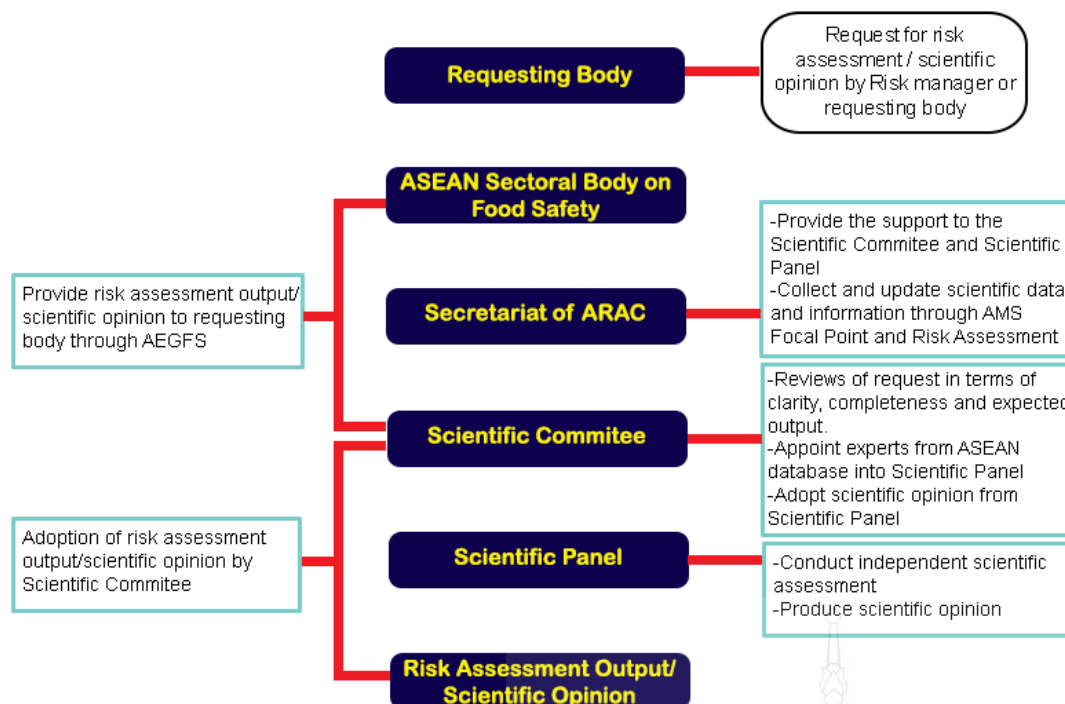 Requesting Body
Request for risk
assessment / scientific
opinion by Risk manager or
requesting body
ASEAN Sectoral Body on
Food Safety
Provide risk assessment output/
scientific opinion to requesting
body through AEGFS
Secretariat of ARAC
-Provide the support to the
Scientific Commitee and Scientific
Panel
-Collect and update scientific data
and information through AMS
Focal Point and Risk Assessment
Scientific Commitee
-Reviews of request in terms of
clarity, completeness and expected
output.
-Appoint experts from ASEAN
database into Scientific Panel
-Adopt scientific opinion from
Scientific Panel
Adoption of risk assessment
output/scientific opinion by
Scientific Commitee
Scientific Panel
-Conduct independent scientific
assessment
-Produce scientific opinion
Risk Assessment Output/
Scientific Opinion